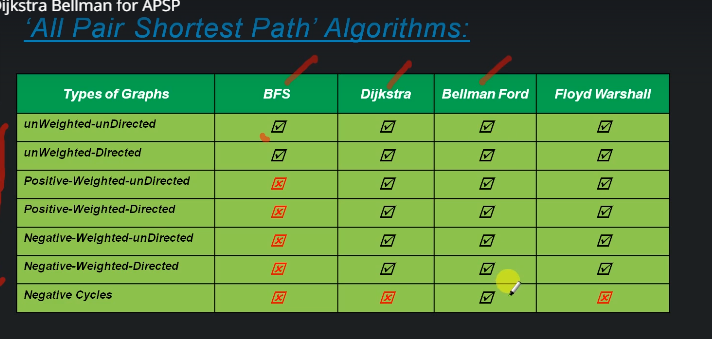 ijkstra Bellman for APSP
‘All Pair Shortest Path’ Algorithms:
Types of Graphs BFS Dijkstra Bellman Ford Floyd Warshall
unWeighted-unDirected ☑ ☑ ☑ ☑
unWeighted-Directed ☑ ☑ ☑ ☑
Positive-Weighted-unDirected ☒ ☑ ☑ ☑
Positive-Weighted-Directed ☒ ☑ ☑ ☑
Negative-Weighted-unDirected ☒ ☑ ☑ ☑
Negative-Weighted-Directed ☒ ☑ ☑ ☑
Negative Cycles ☒ ☒ ☑ ☒